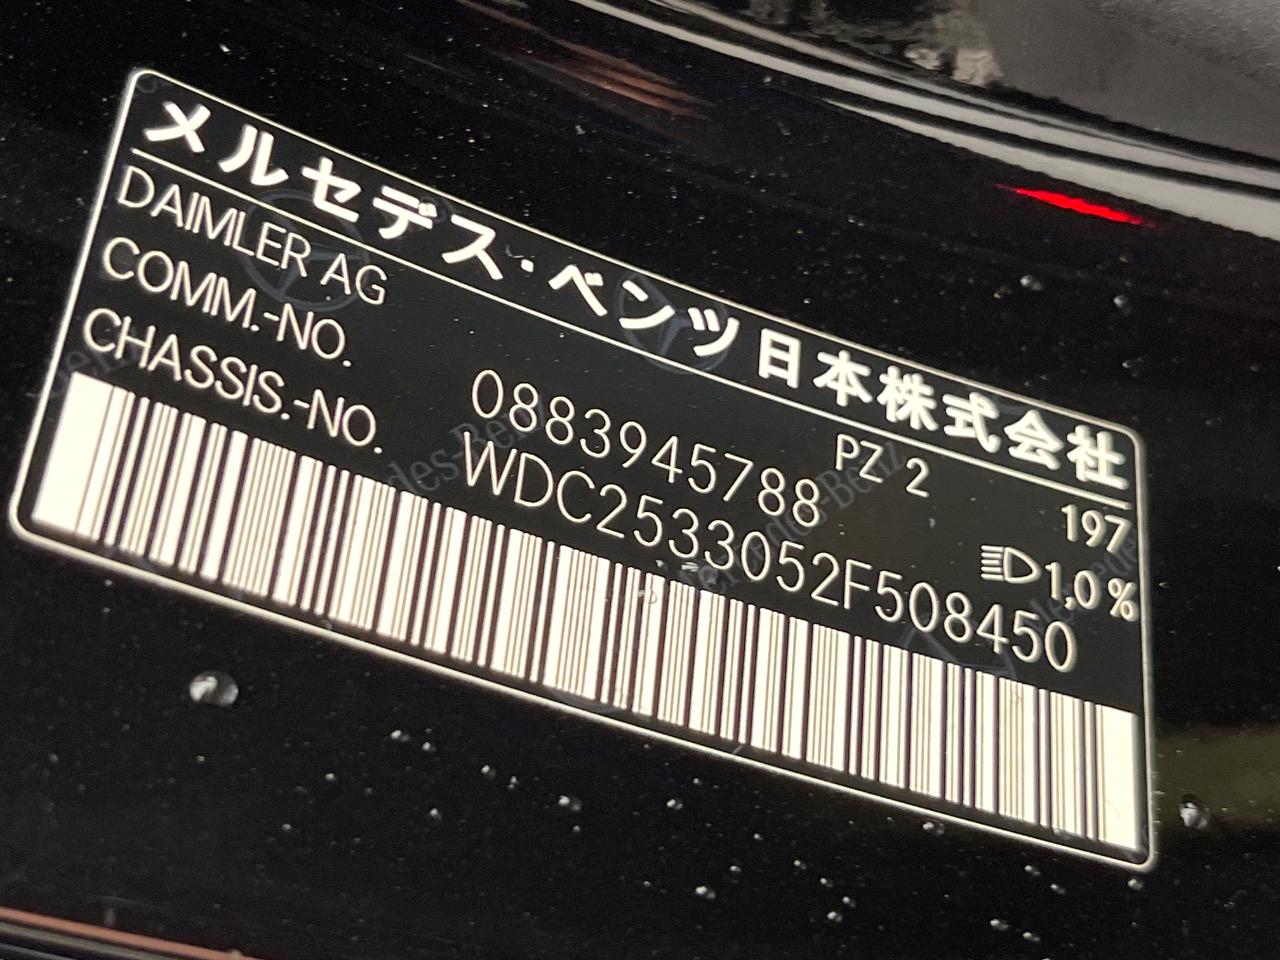 メルセデス・ベンツ日本株式会社
DAIMLER AG
COMM.-NO. 0883945788 PZ 2 197
CHASSIS.-NO. WDC2533052F508450 1,0 %